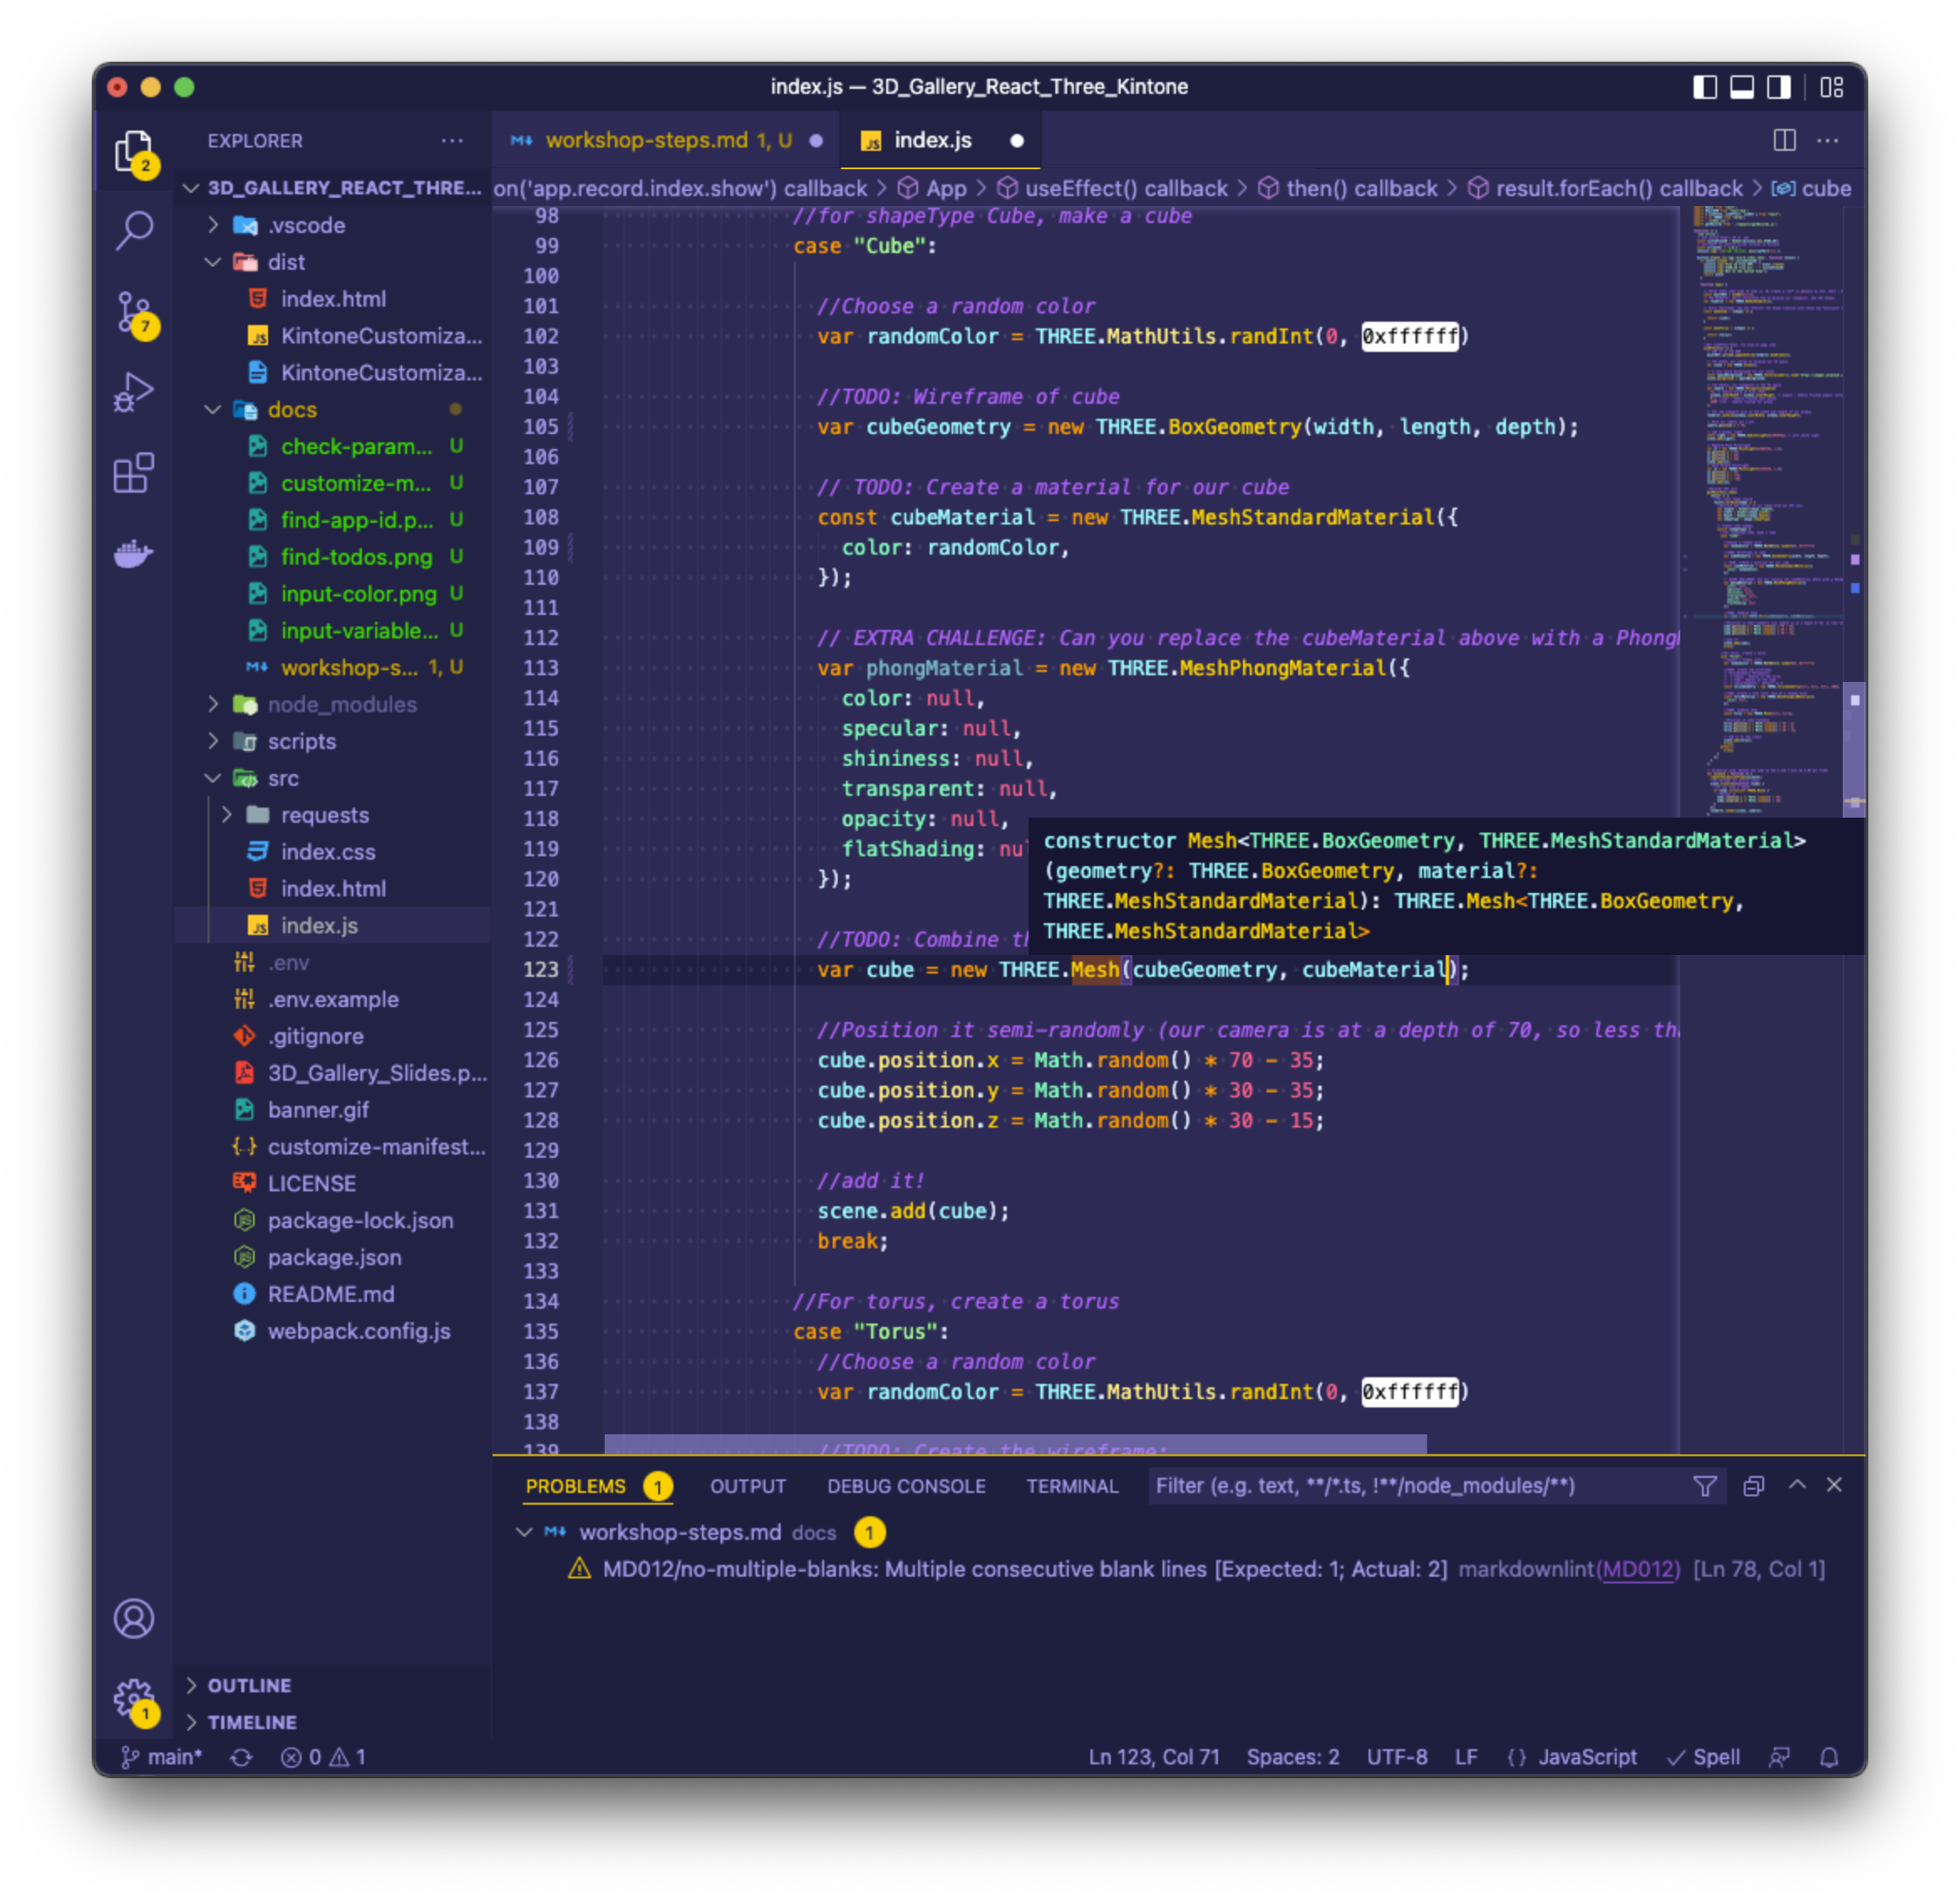 index.js — 3D_Gallery_React_Three_Kintone
2
7
1
EXPLORER
3D_GALLERY_REACT_THRE...
.vscode
dist
index.html
KintoneCustomiza...
KintoneCustomiza...
docs
check-param... U
customize-m... U
find-app-id.p... U
find-todos.png U
input-color.png U
input-variable... U
workshop-s... 1, U
node_modules
scripts
src
requests
index.css
index.html
index.js
.env
.env.example
.gitignore
3D_Gallery_Slides.p...
banner.gif
customize-manifest...
LICENSE
package-lock.json
package.json
README.md
webpack.config.js
OUTLINE
TIMELINE
workshop-steps.md 1, U
index.js
on('app.record.index.show') callback > App > useEffect() callback > then() callback > result.forEach() callback > cube
98 //for shapeType Cube, make a cube
99 case "Cube":
100
101 //Choose a random color
102 var randomColor = THREE.MathUtils.randInt(0, 0xffffff)
103
104 //TODO: Wireframe of cube
105 var cubeGeometry = new THREE.BoxGeometry(width, length, depth);
106
107 // TODO: Create a material for our cube
108 const cubeMaterial = new THREE.MeshStandardMaterial({
109 color: randomColor,
110 });
111
112 // EXTRA CHALLENGE: Can you replace the cubeMaterial above with a Phong
113 var phongMaterial = new THREE.MeshPhongMaterial({
114 color: null,
115 specular: null,
116 shininess: null,
117 transparent: null,
118 opacity: null,
119 flatShading: nu
120 });
121
122 //TODO: Combine th
123 var cube = new THREE.Mesh(cubeGeometry, cubeMaterial);
124
125 //Position it semi-randomly (our camera is at a depth of 70, so less th
126 cube.position.x = Math.random() * 70 - 35;
127 cube.position.y = Math.random() * 30 - 35;
128 cube.position.z = Math.random() * 30 - 15;
129
130 //add it!
131 scene.add(cube);
132 break;
133
134 //For torus, create a torus
135 case "Torus":
136 //Choose a random color
137 var randomColor = THREE.MathUtils.randInt(0, 0xffffff)
138
139 //TODO: Create the wireframe:
constructor Mesh<THREE.BoxGeometry, THREE.MeshStandardMaterial>
(geometry?: THREE.BoxGeometry, material?:
THREE.MeshStandardMaterial): THREE.Mesh<THREE.BoxGeometry,
THREE.MeshStandardMaterial>
PROBLEMS 1 OUTPUT DEBUG CONSOLE TERMINAL Filter (e.g. text, **/*.ts, !**/node_modules/**)
workshop-steps.md docs 1
MD012/no-multiple-blanks: Multiple consecutive blank lines [Expected: 1; Actual: 2] markdownlint(MD012) [Ln 78, Col 1]
main* 0 1 Ln 123, Col 71 Spaces: 2 UTF-8 LF {} JavaScript Spell